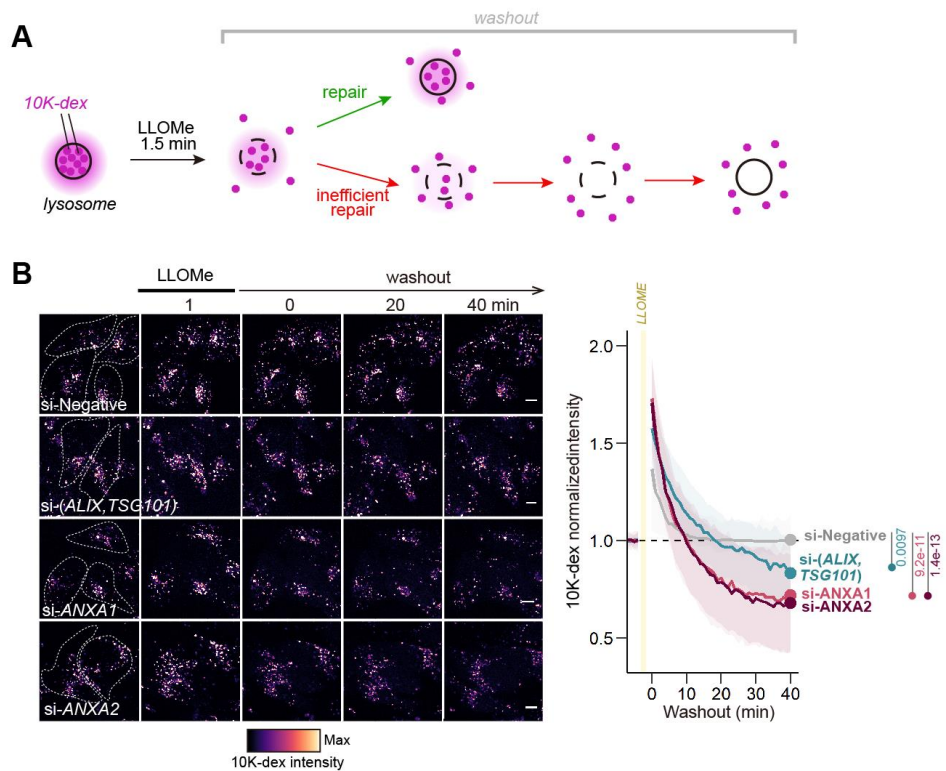 A
washout
10K-dex
LLOMe
1.5 min
repair
inefficient
repair
lysosome
B
LLOMe
washout
1
0
20
40 min
si-Negative
si-(ALIX,TSG101)
si-ANXA1
si-ANXA2
Max
10K-dex intensity
LLOME
2.0
1.5
1.0
0.5
10K-dex normalizedintensity
0
10
20
30
40
Washout (min)
si-Negative
si-(ALIX,
TSG101)
si-ANXA1
si-ANXA2
0.0097
9.2e-11
1.4e-13